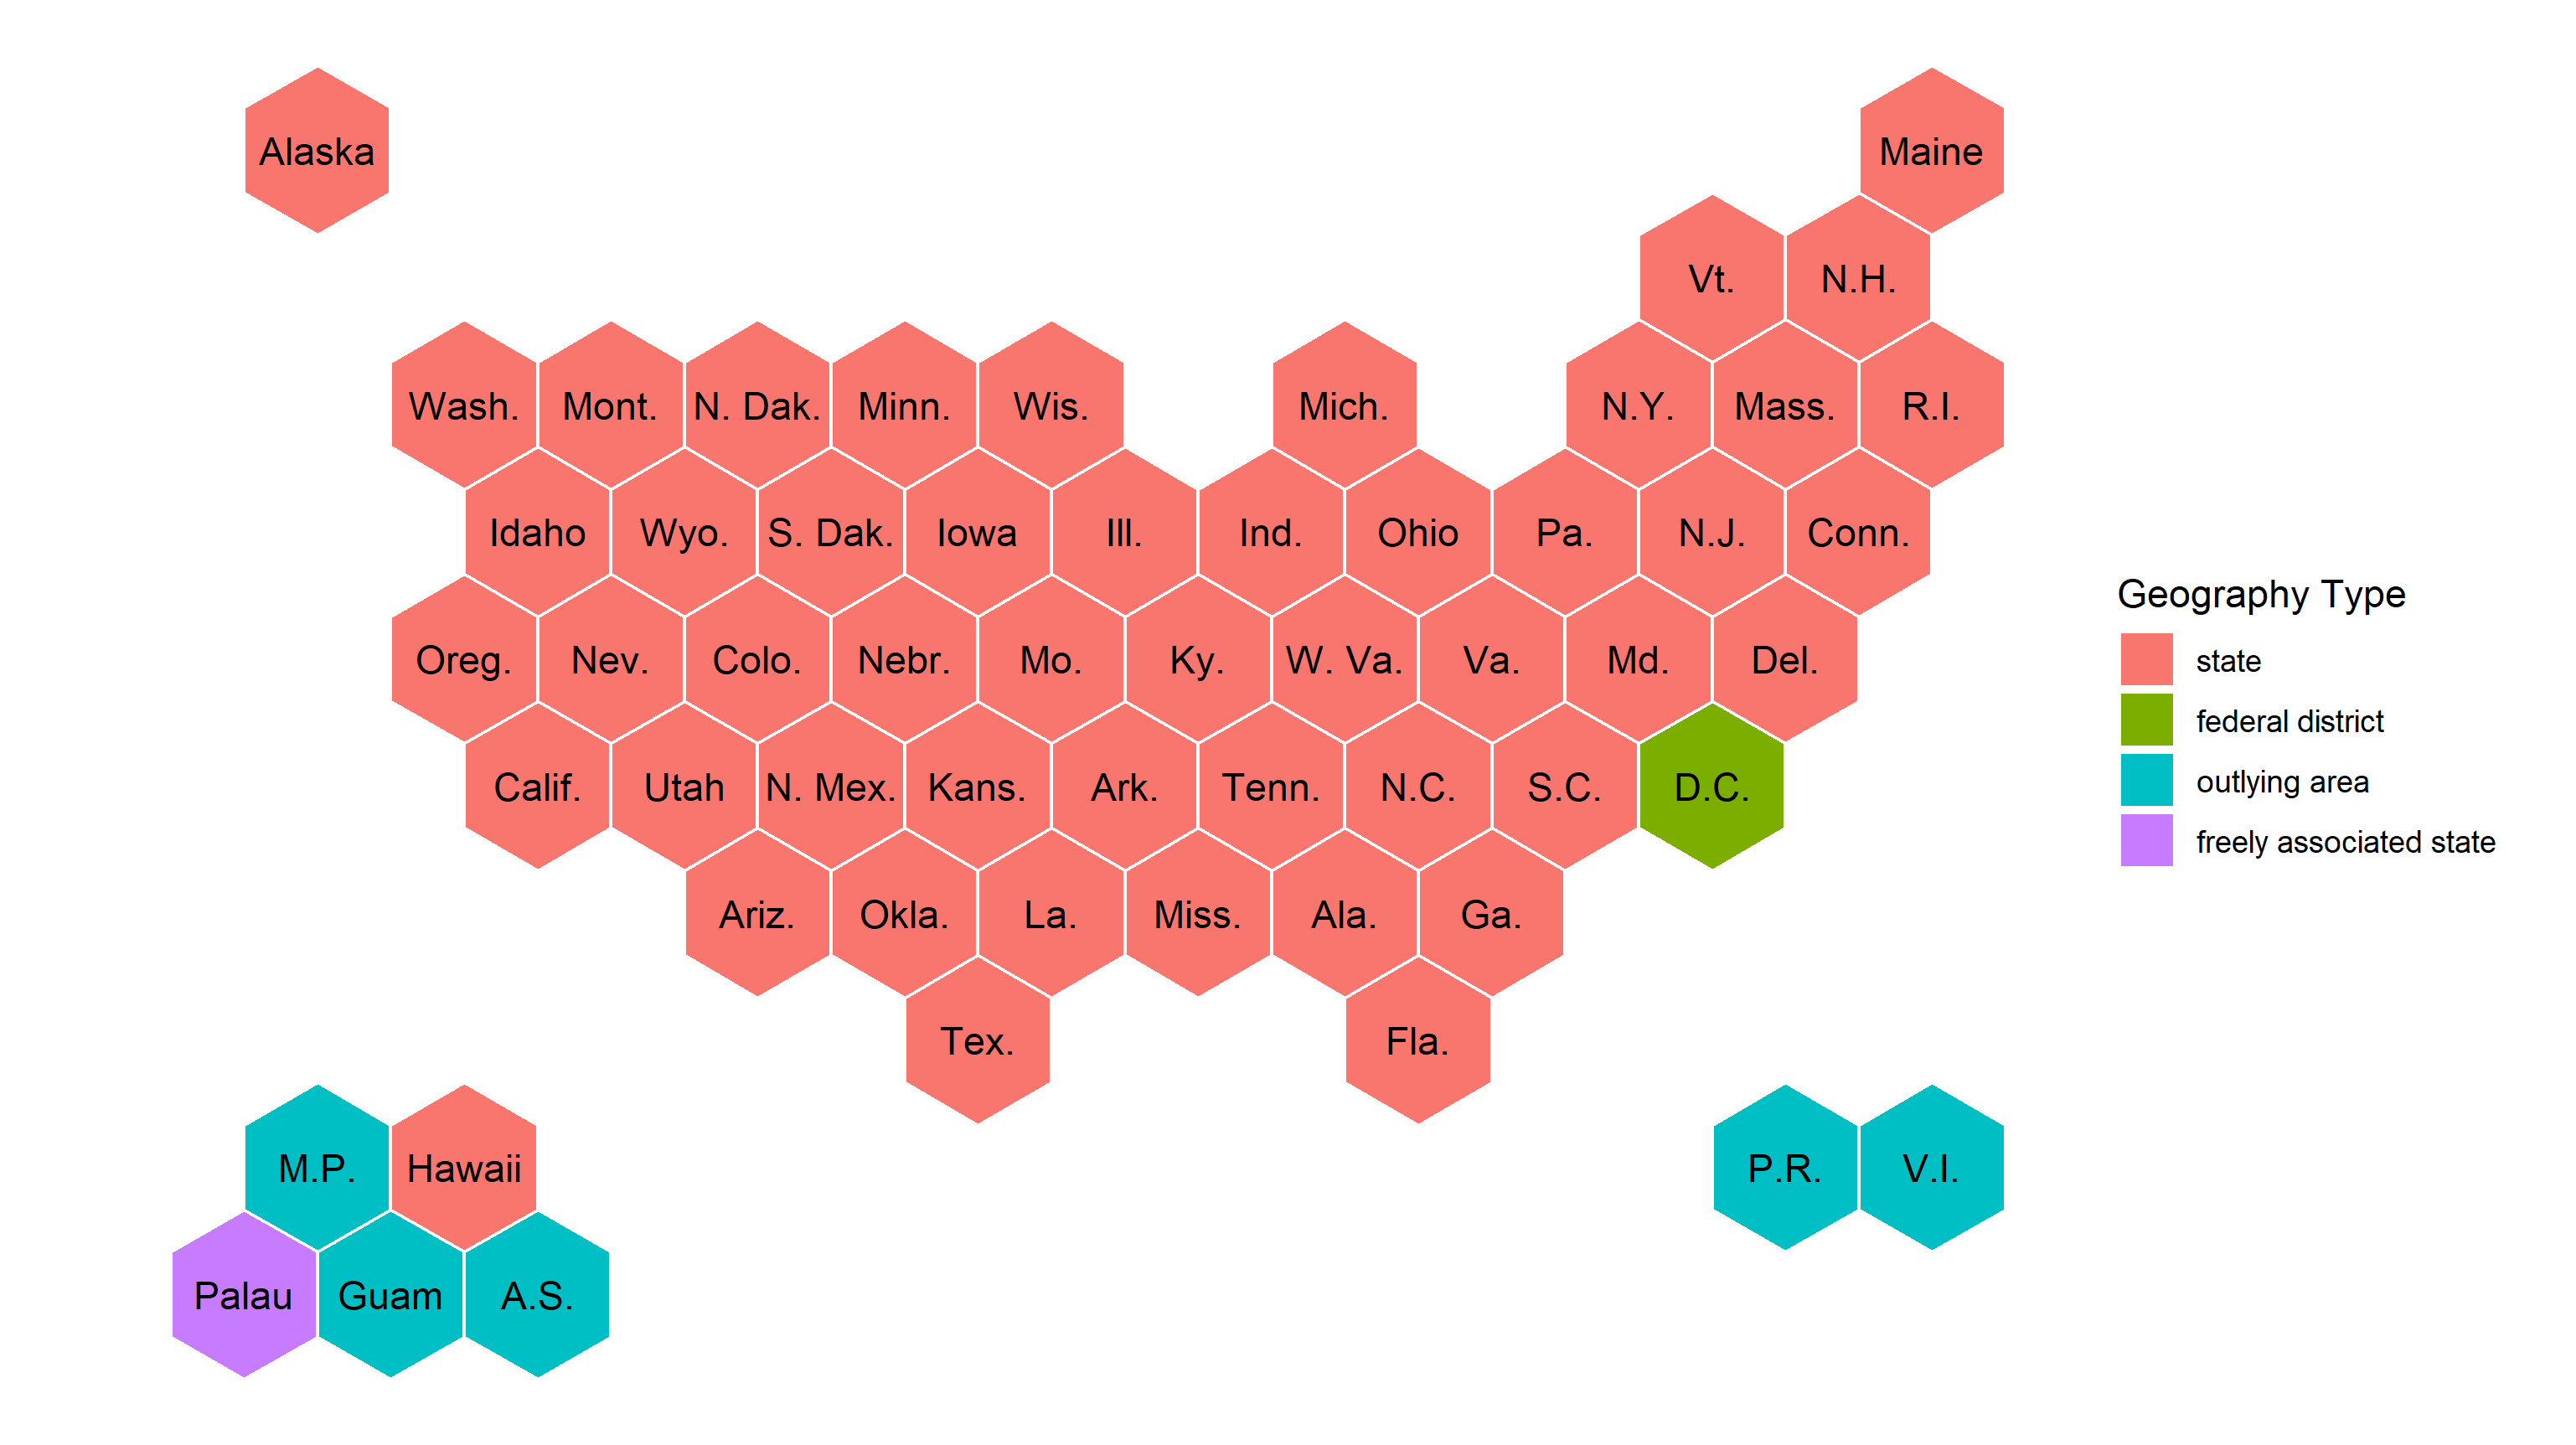 Alaska
Maine
Vt.
N.H.
Wash.
Mont.
N. Dak.
Minn.
Wis.
Mich.
N.Y.
Mass.
R.I.
Idaho
Wyo.
S. Dak.
Iowa
Ill.
Ind.
Ohio
Pa.
N.J.
Conn.
Oreg.
Nev.
Colo.
Nebr.
Mo.
Ky.
W. Va.
Va.
Md.
Del.
Calif.
Utah
N. Mex.
Kans.
Ark.
Tenn.
N.C.
S.C.
D.C.
Ariz.
Okla.
La.
Miss.
Ala.
Ga.
Tex.
Fla.
M.P.
Hawaii
P.R.
V.I.
Palau
Guam
A.S.
Geography Type
state
federal district
outlying area
freely associated state